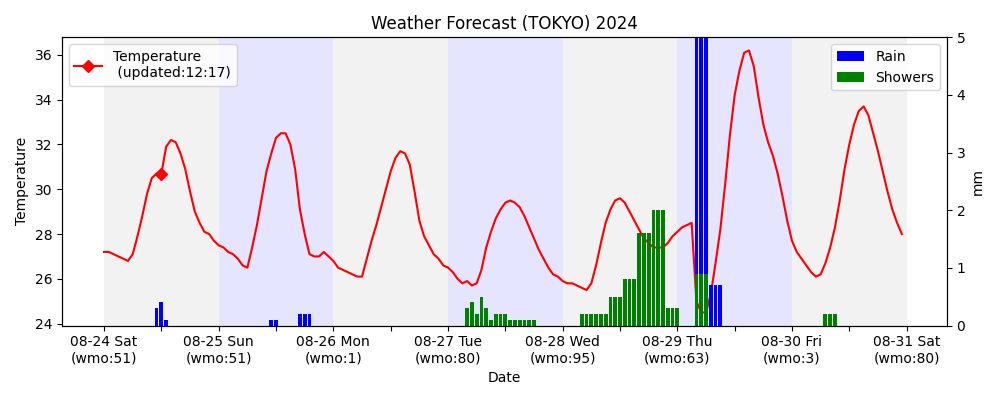 Weather Forecast (TOKYO) 2024
Temperature
(updated:12:17)
Rain
Showers
36
34
32
30
28
26
24
Temperature
5
4
3
2
1
0
mm
08-24 Sat
(wmo:51)
08-25 Sun
(wmo:51)
08-26 Mon
(wmo:1)
08-27 Tue
(wmo:80)
08-28 Wed
(wmo:95)
08-29 Thu
(wmo:63)
08-30 Fri
(wmo:3)
08-31 Sat
(wmo:80)
Date